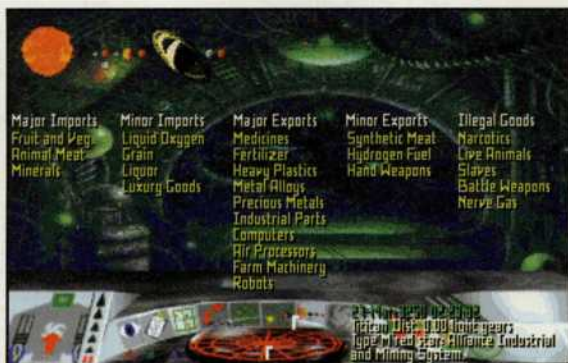 Major Imports
Fruit and Veg
Animal Meat
Minerals
Minor Imports
Liquid Oxygen
Grain
Liquor
Luxury Goods
Major Exports
Medicines
Fertilizer
Heavy Plastics
Metal Alloys
Precious Metals
Industrial Parts
Computers
Air Processors
Farm Machinery
Robots
Minor Exports
Synthetic Meat
Hydrogen Fuel
Hand Weapons
Illegal Goods
Narcotics
Live Animals
Slaves
Battle Weapons
Nerve Gas
Dist 0.00 light years
Type M red star Alliance Industrial
and Mining System